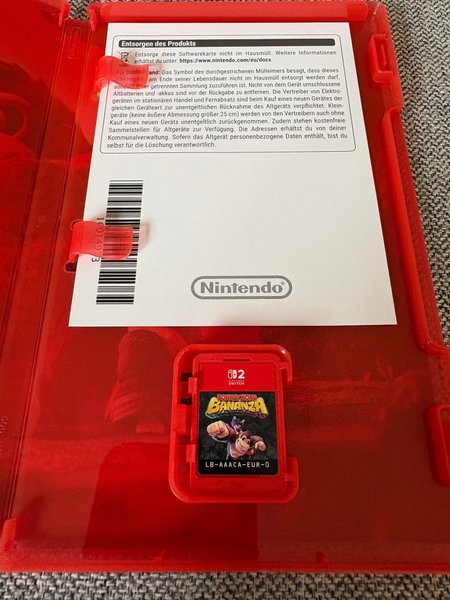 Entsorgen des Produkts
Entsorge diese Softwarekarte nicht im Hausmüll. Weitere Informationen
erhältst du unter: https://www.nintendo.com/eu/docs
Für Deutschland: Das Symbol des durchgestrichenen Mülleimers besagt, dass dieses
am Ende seiner Lebensdauer nicht im Hausmüll entsorgt werden darf,
einer getrennten Sammlung zuzuführen ist. Nicht von dem Gerät umschlossene
Altbatterien und -akkus sind vor der Rückgabe zu entfernen. Die Vertreiber von Elektro-
geräten im stationären Handel und Fernabsatz sind beim Kauf eines neuen Gerätes der
gleichen Geräteart zur unentgeltlichen Rücknahme des Altgeräts verpflichtet. Klein-
geräte (keine äußere Abmessung größer 25 cm) werden von den Vertreibern auch ohne
Kauf eines neuen Geräts unentgeltlich zurückgenommen. Zudem stehen kostenfreie
Sammelstellen für Altgeräte zur Verfügung. Die Adressen erhältst du von deiner
Kommunalverwaltung. Sofern das Altgerät personenbezogene Daten enthält, bist du
selbst für die Löschung verantwortlich.
Nintendo
2
SWITCH
DONKEY KONG
BANANZA
LB-AAACA-EUR-0